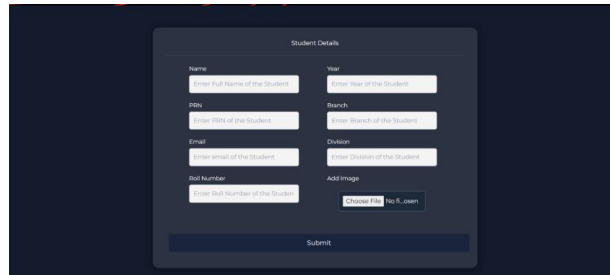 Student Details
Name
Year
Enter Full Name of the Student
Enter Year of the Student
PRN
Branch
Enter PRN of the Student
Enter Branch of the Student
Email
Division
Enter email of the Student
Enter Division of the Student
Roll Number
Add Image
Enter Roll Number of the Studen
Choose File No fi...osen
Submit